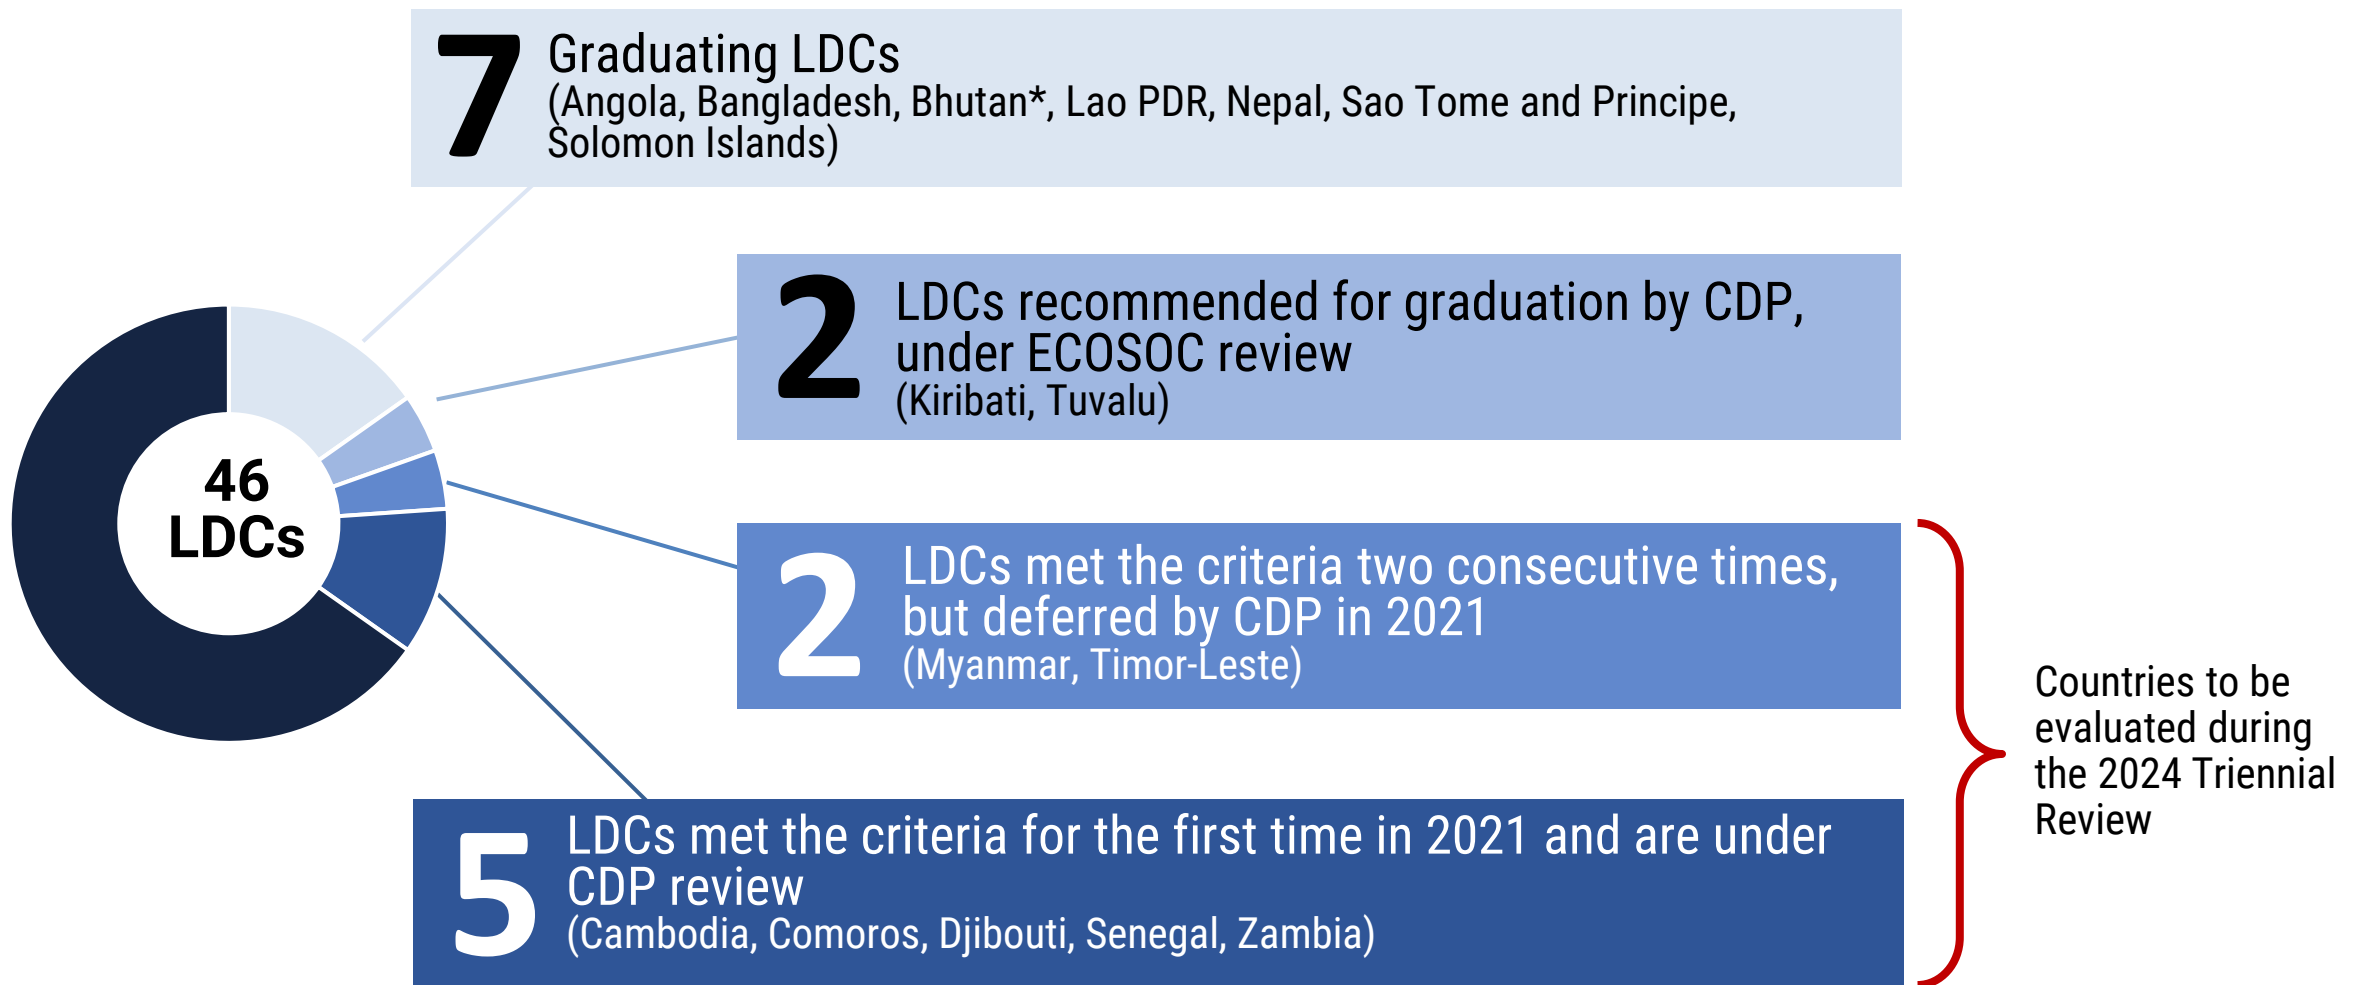 7
Graduating LDCs
(Angola, Bangladesh, Bhutan*, Lao PDR, Nepal, Sao Tome and Principe,
Solomon Islands)
2
LDCs recommended for graduation by CDP,
under ECOSOC review
(Kiribati, Tuvalu)
46
LDCs
2
LDCs met the criteria two consecutive times,
but deferred by CDP in 2021
(Myanmar, Timor-Leste)
5
LDCs met the criteria for the first time in 2021 and are under
CDP review
(Cambodia, Comoros, Djibouti, Senegal, Zambia)
Countries to be
evaluated during
the 2024 Triennial
Review